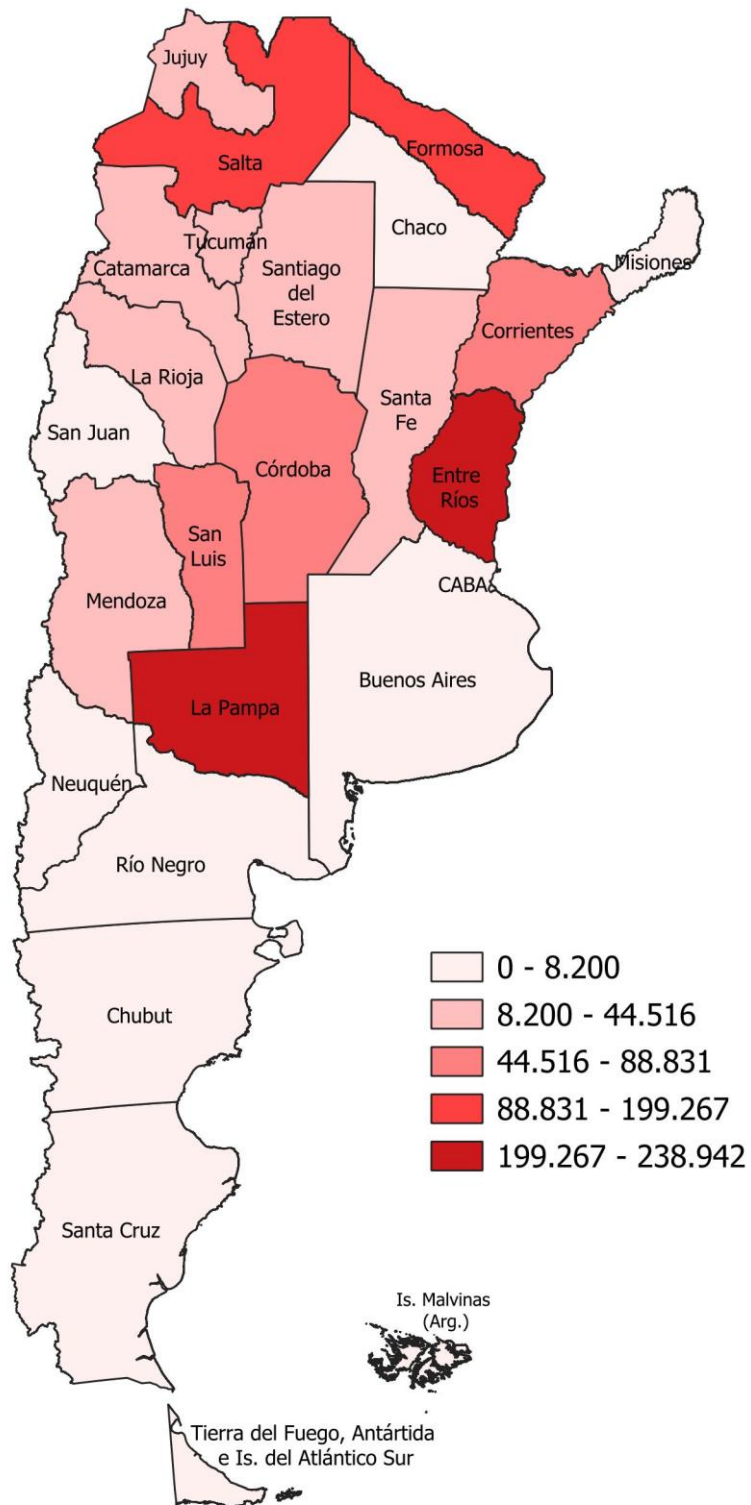 Jujuy
Salta
Formosa
Chaco
Tucumán
Misiones
Catamarca
Santiago
del
Estero
Corrientes
La Rioja
Santa
Fe
San Juan
Córdoba
Entre
Ríos
San
Luis
CABA
Mendoza
Buenos Aires
La Pampa
Neuquén
Río Negro
0 - 8.200
Chubut
8.200 - 44.516
44.516 - 88.831
88.831 - 199.267
199.267 - 238.942
Santa Cruz
Is. Malvinas
(Arg.)
Tierra del Fuego, Antártida
e Is. del Atlántico Sur